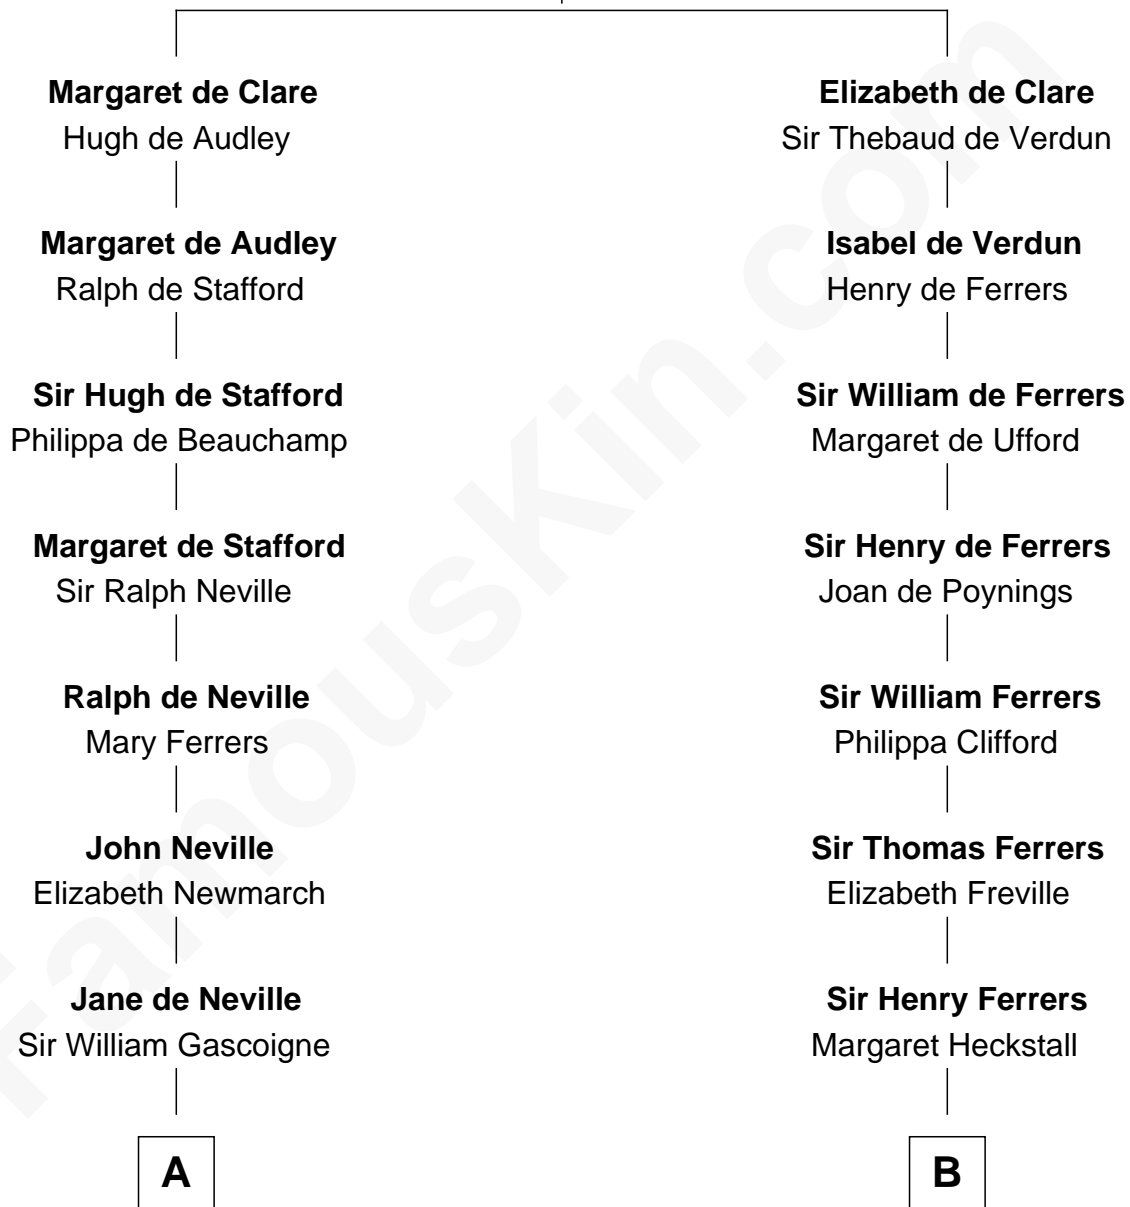 Margaret de Clare
Hugh de Audley
Margaret de Audley
Ralph de Stafford
Sir Hugh de Stafford
Philippa de Beauchamp
Margaret de Stafford
Sir Ralph Neville
Ralph de Neville
Mary Ferrers
John Neville
Elizabeth Newmarch
Jane de Neville
Sir William Gascoigne
A
Elizabeth de Clare
Sir Thebaud de Verdun
Isabel de Verdun
Henry de Ferrers
Sir William de Ferrers
Margaret de Ufford
Sir Henry de Ferrers
Joan de Poynings
Sir William Ferrers
Philippa Clifford
Sir Thomas Ferrers
Elizabeth Freville
Sir Henry Ferrers
Margaret Heckstall
B
FamousKin.com